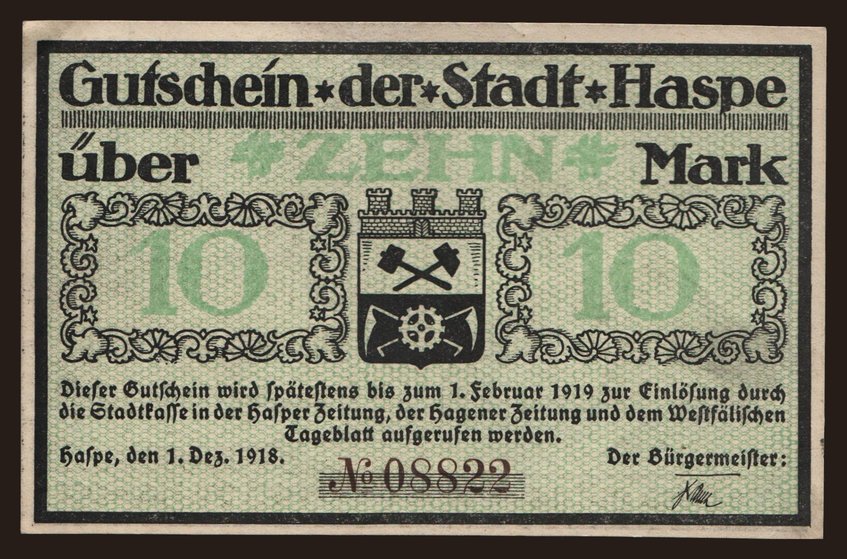 Gutschein * der * Stadt * Haspe
über * ZEHN * Mark
10 10
Dieser Gutschein wird spätestens bis zum 1. Februar 1919 zur Einlösung durch
die Stadtkasse in der Hasper Zeitung, der Hagener Zeitung und dem Westfälischen
Tageblatt aufgerufen werden.
Haspe, den 1. Dez. 1918. Der Bürgermeister:
No 08822